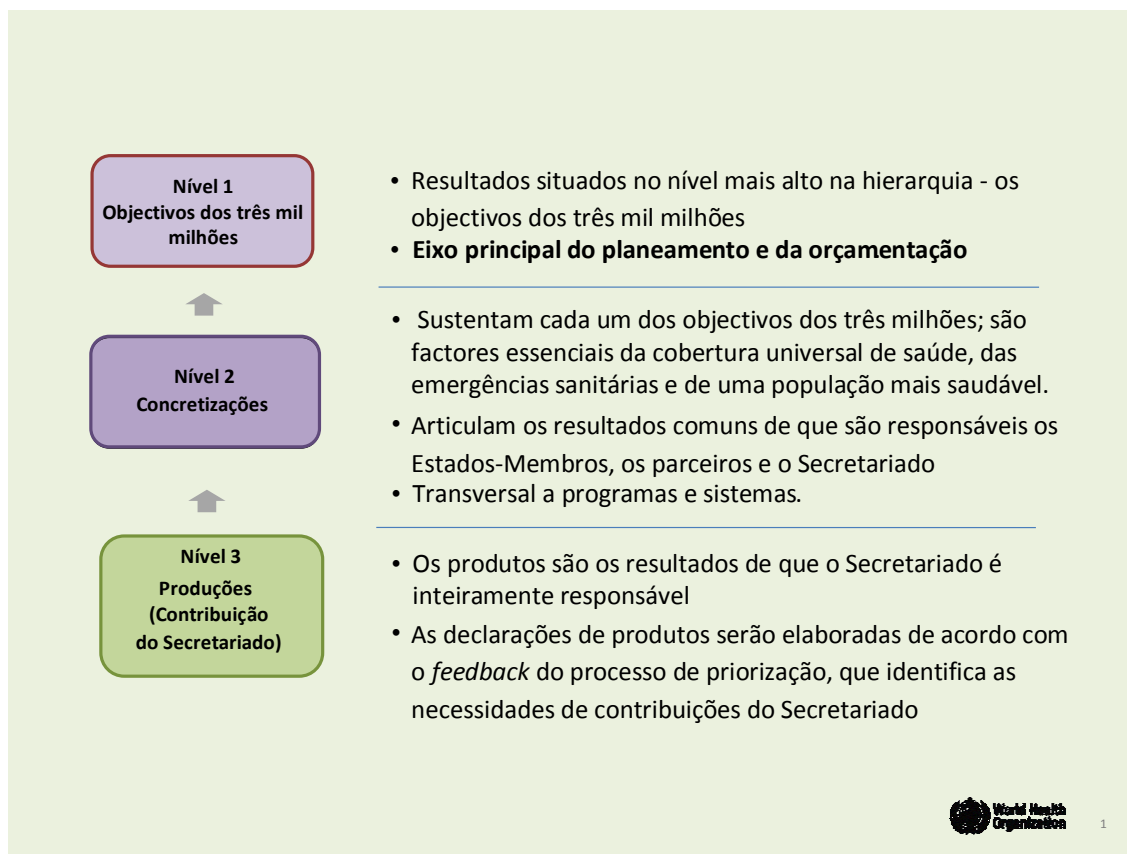 Nível 1
Objectivos dos três mil
milhões
• Resultados situados no nível mais alto na hierarquia - os
objectivos dos três mil milhões
• Eixo principal do planeamento e da orçamentação
Nível 2
Concretizações
• Sustentam cada um dos objectivos dos três milhões; são
factores essenciais da cobertura universal de saúde, das
emergências sanitárias e de uma população mais saudável.
• Articulam os resultados comuns de que são responsáveis os
Estados-Membros, os parceiros e o Secretariado
• Transversal a programas e sistemas.
Nível 3
Produções
(Contribuição
do Secretariado)
• Os produtos são os resultados de que o Secretariado é
inteiramente responsável
• As declarações de produtos serão elaboradas de acordo com
o feedback do processo de priorização, que identifica as
necessidades de contribuições do Secretariado
World Health
Organization
1